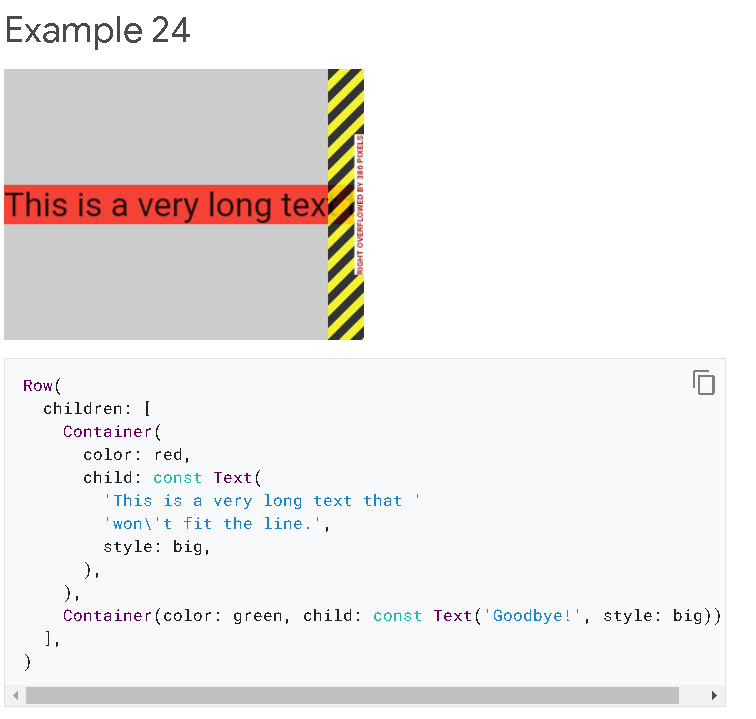 Example 24
This is a very long tex
RIGHT OVERFLOWED BY 386 PIXELS
Row(
  children: [
    Container(
      color: red,
      child: const Text(
        'This is a very long text that '
        'won\'t fit the line.',
        style: big,
      ),
    ),
    Container(color: green, child: const Text('Goodbye!', style: big))
  ],
)